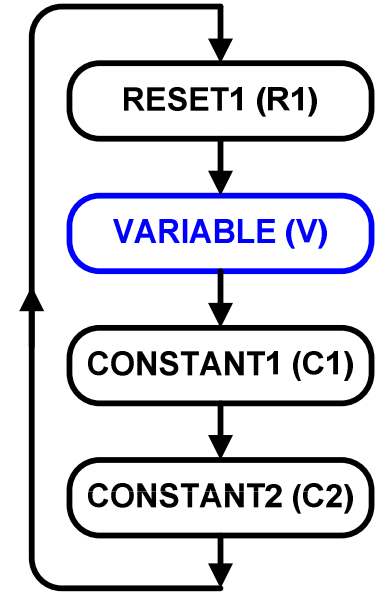 RESET1 (R1)
VARIABLE (V)
CONSTANT1 (C1)
CONSTANT2 (C2)